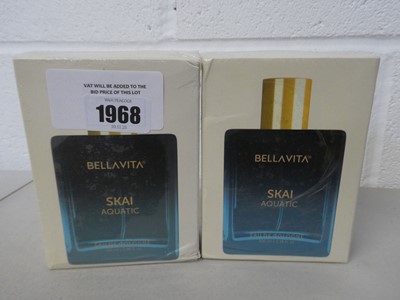 VAT WILL BE ADDED TO THE
BID PRICE OF THIS LOT
1968
BELLAVITA®
SKAI
AQUATIC
BELLAVITA®
SKAI
AQUATIC